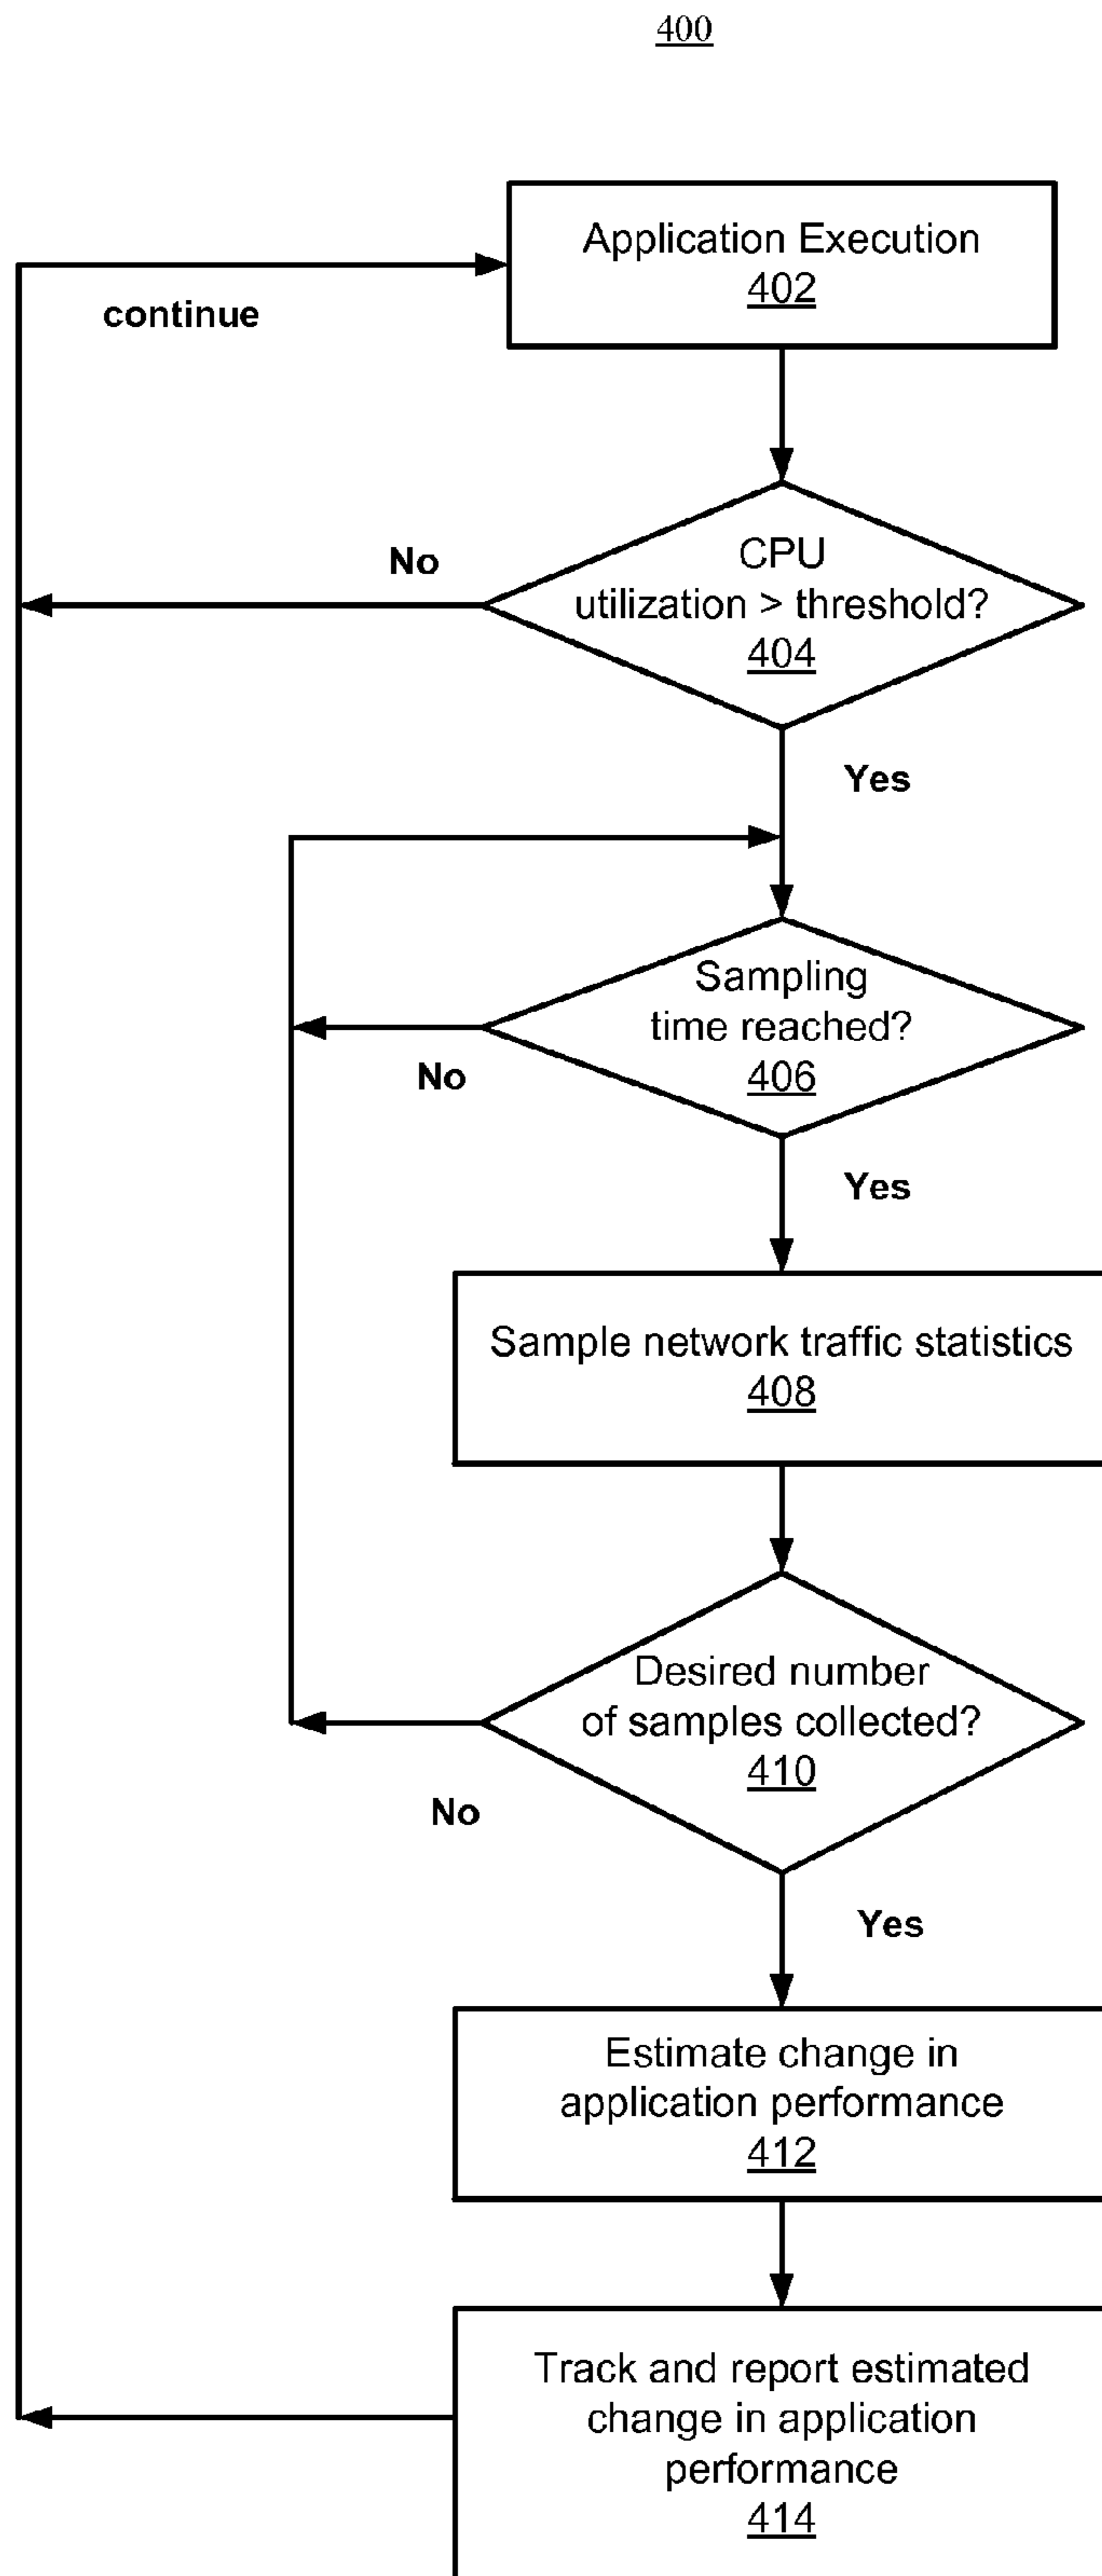 400
Application Execution
402
continue
CPU
utilization > threshold?
404
No
Yes
Sampling
time reached?
406
No
Yes
Sample network traffic statistics
408
Desired number
of samples collected?
410
No
Yes
Estimate change in
application performance
412
Track and report estimated
change in application
performance
414